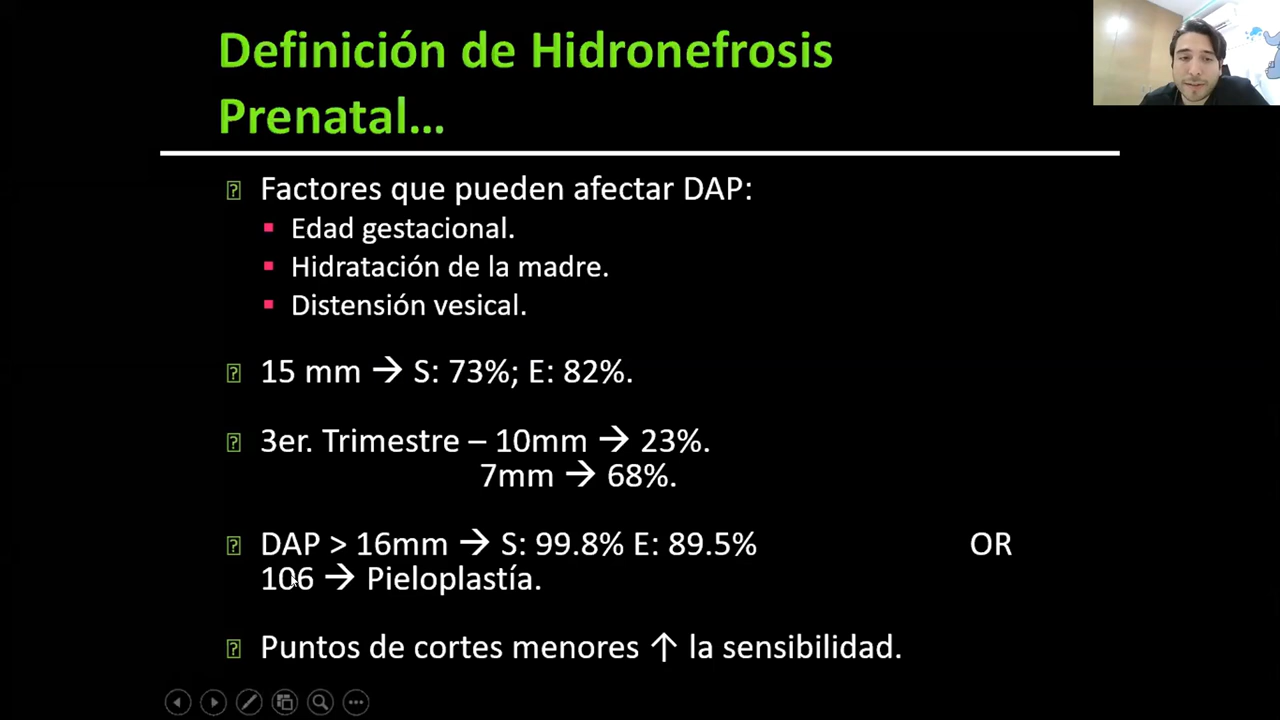 Definición de Hidronefrosis
Prenatal...
Factores que pueden afectar DAP:
Edad gestacional.
Hidratación de la madre.
Distensión vesical.
15 mm → S: 73%; E: 82%.
3er. Trimestre – 10mm → 23%.
7mm → 68%.
DAP > 16mm → S: 99.8% E: 89.5% OR
106 → Pieloplastía.
Puntos de cortes menores ↑ la sensibilidad.